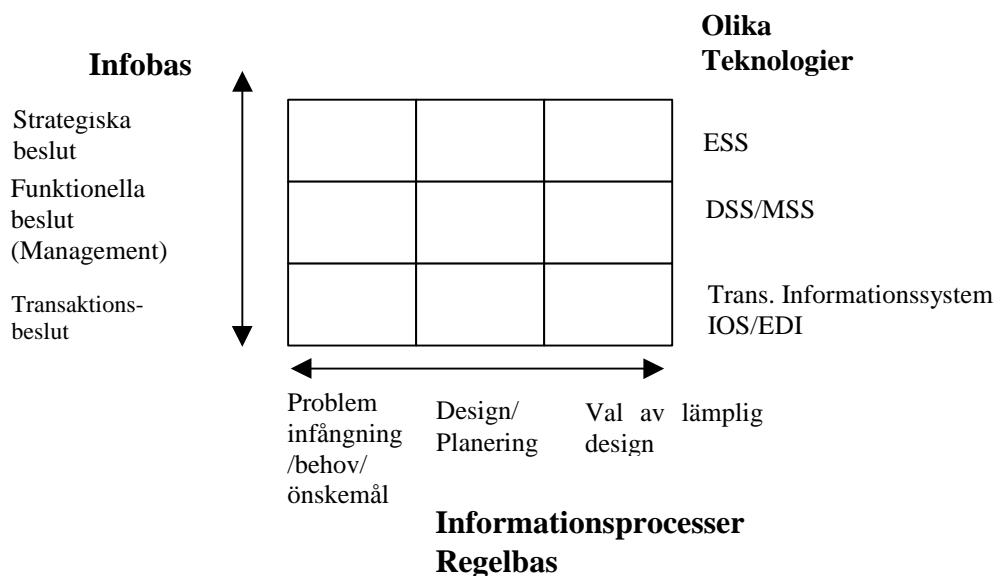 Olika
Teknologier
Infobas
Strategiska
beslut
ESS
Funktionella
beslut
(Management)
DSS/MSS
Transaktions-
beslut
Trans. Informationssystem
IOS/EDI
Problem
infångning
/behov/
önskemål
Design/
Planering
Val av lämplig
design
Informationsprocesser
Regelbas